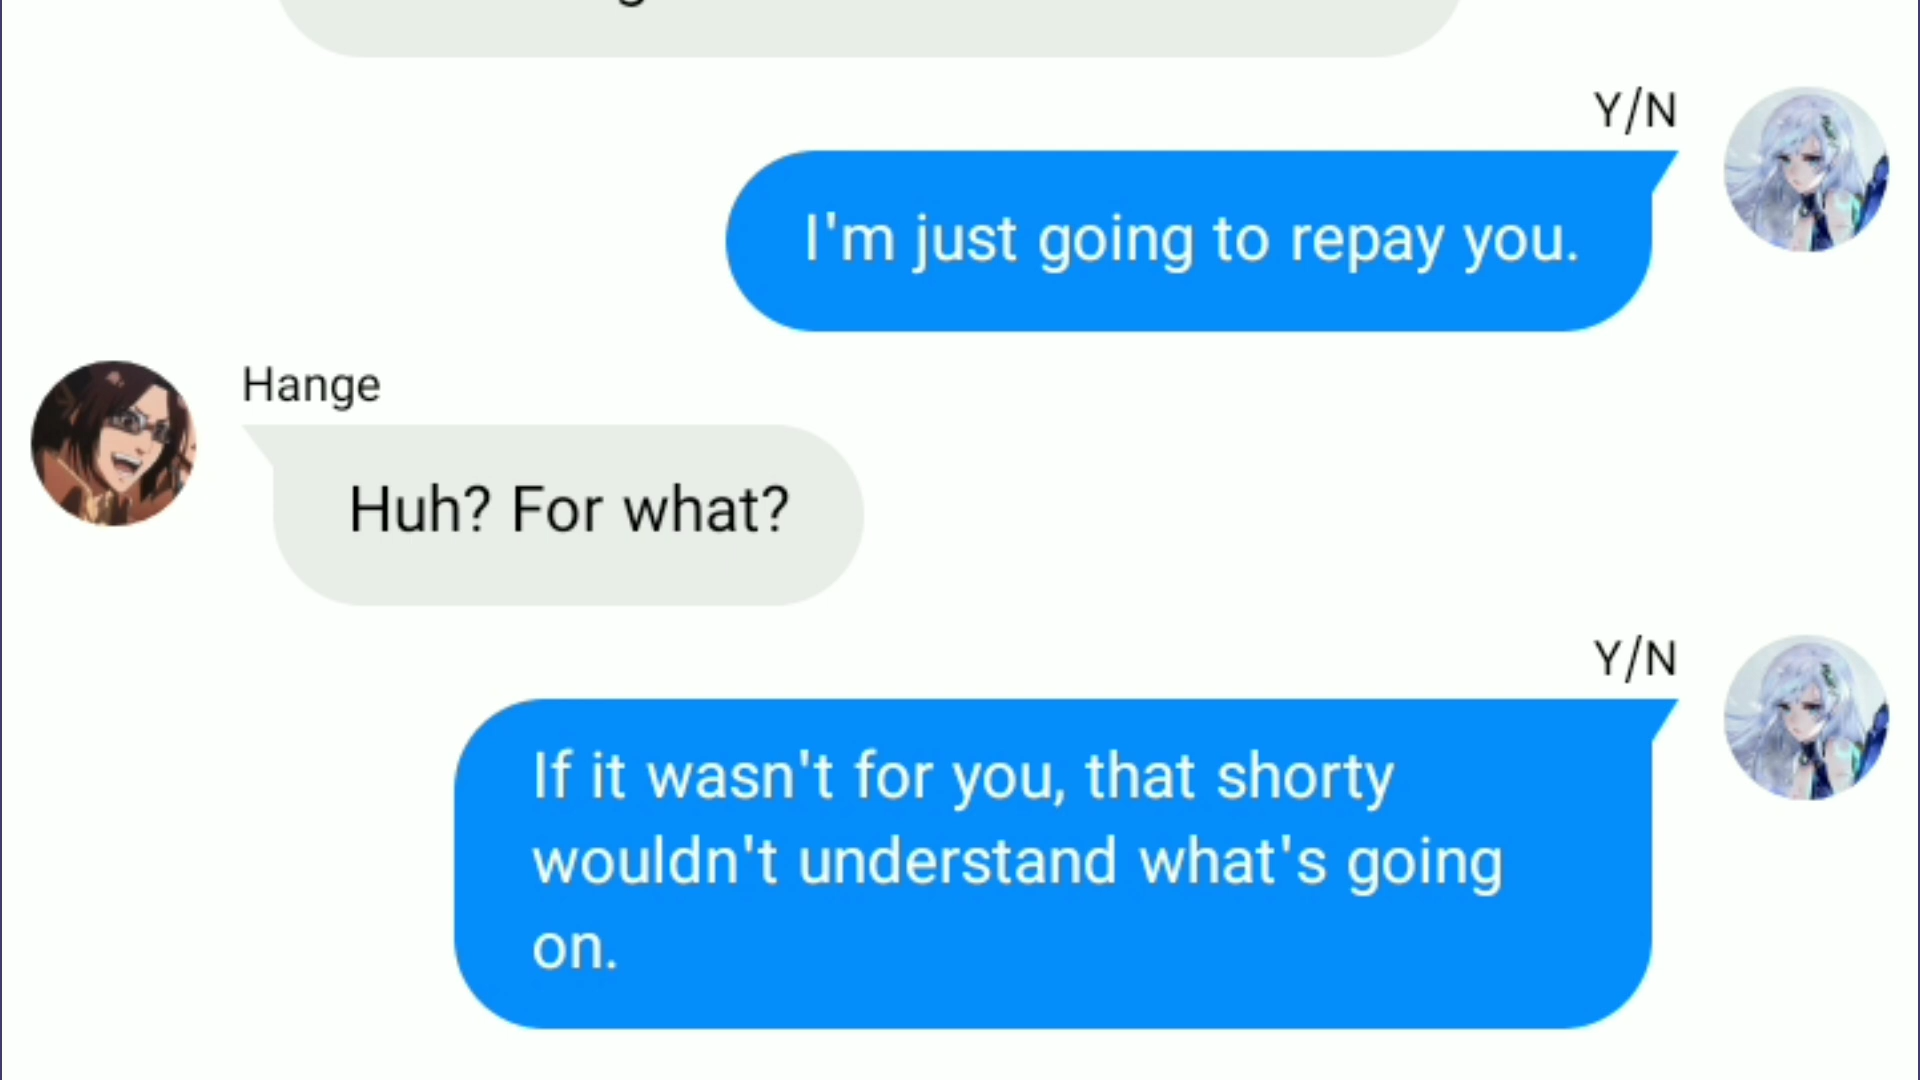 Y/N
I'm just going to repay you.
Hange
Huh? For what?
Y/N
If it wasn't for you, that shorty
wouldn't understand what's going
on.